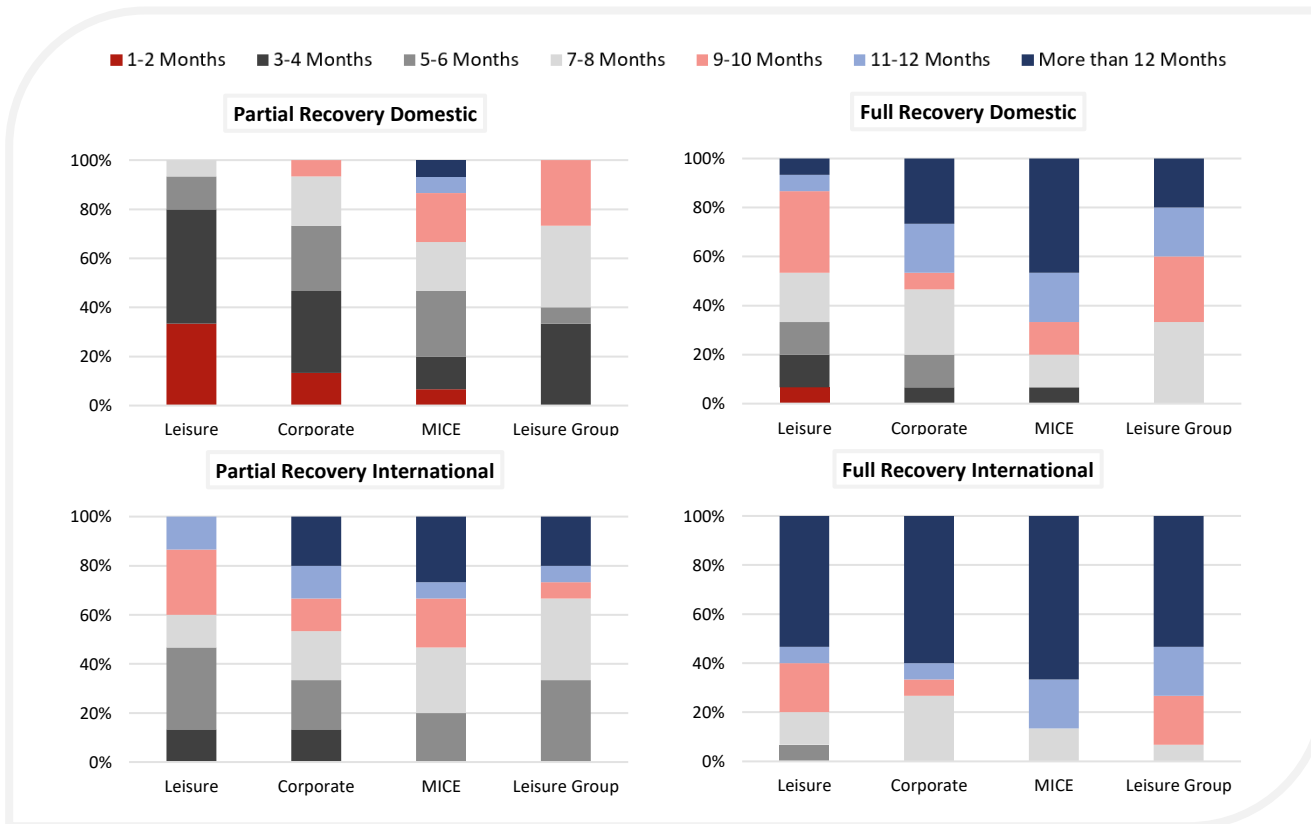 1-2 Months 3-4 Months 5-6 Months 7-8 Months 9-10 Months 11-12 Months More than 12 Months
Partial Recovery Domestic
100%
80%
60%
40%
20%
0%
Leisure Corporate MICE Leisure Group
Full Recovery Domestic
100%
80%
60%
40%
20%
0%
Leisure Corporate MICE Leisure Group
Partial Recovery International
100%
80%
60%
40%
20%
0%
Leisure Corporate MICE Leisure Group
Full Recovery International
100%
80%
60%
40%
20%
0%
Leisure Corporate MICE Leisure Group